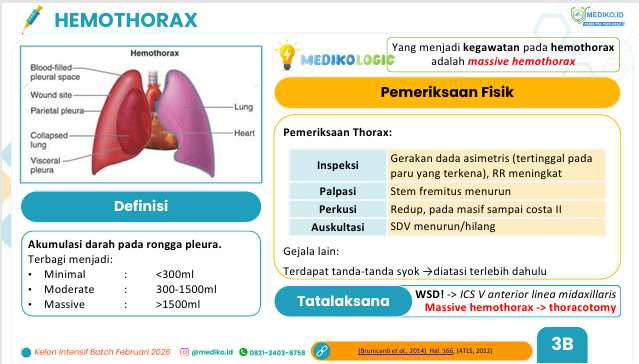 HEMOTHORAX
MEDIKO.ID
Hemothorax
Blood-filled
pleural space
Wound site
Parietal pleura
Collapsed
lung
Visceral
pleura
Lung
Heart
Definisi
Akumulasi darah pada rongga pleura.
Terbagi menjadi:
• Minimal : <300ml
• Moderate : 300-1500ml
• Massive : >1500ml
MEDIKOLOGIC
Yang menjadi kegawatan pada hemothorax
adalah massive hemothorax
Pemeriksaan Fisik
Pemeriksaan Thorax:
Inspeksi Gerakan dada asimetris (tertinggal pada
paru yang terkena), RR meningkat
Palpasi Stem fremitus menurun
Perkusi Redup, pada masif sampai costa II
Auskultasi SDV menurun/hilang
Gejala lain:
Terdapat tanda-tanda syok →diatasi terlebih dahulu
Tatalaksana
WSD! -> ICS V anterior linea midaxillaris
Massive hemothorax -> thoracotomy
Kelon Intensif Batch Februari 2026
@mediko.id
0821-3403-8758
(Brunicardi et al., 2014) Hal. 166, (ATLS, 2012)
3B